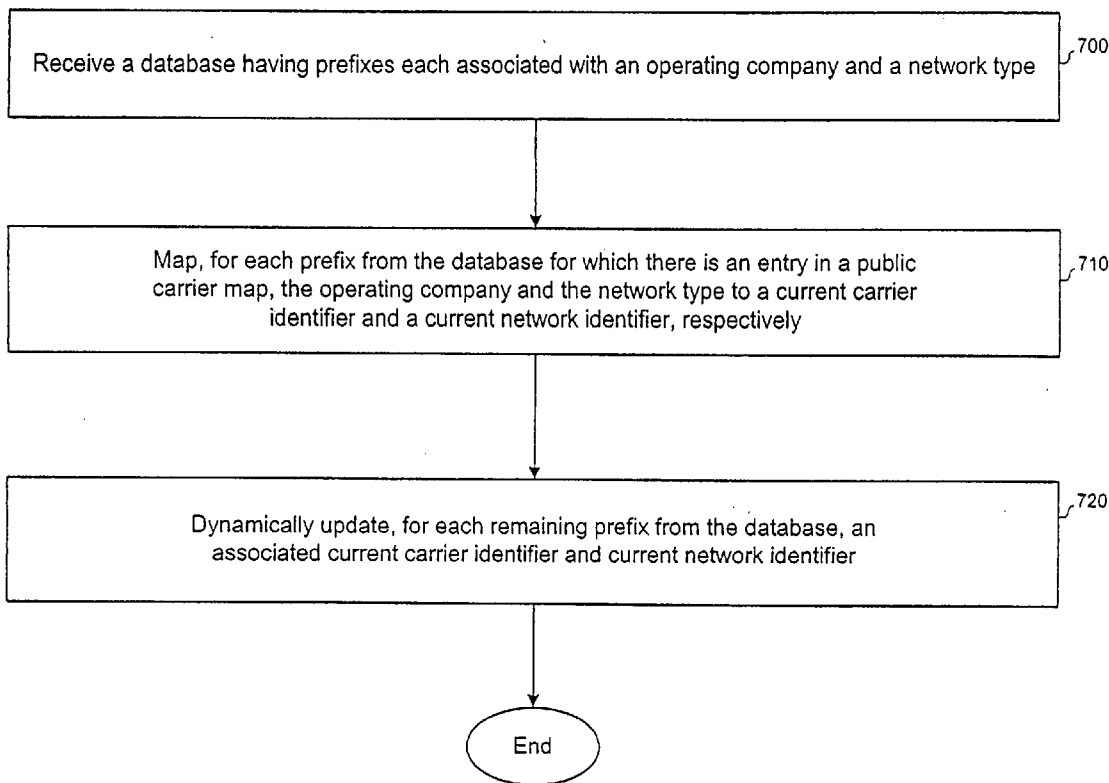 Receive a database having prefixes each associated with an operating company and a network type
700
Map, for each prefix from the database for which there is an entry in a public
carrier map, the operating company and the network type to a current carrier
identifier and a current network identifier, respectively
710
Dynamically update, for each remaining prefix from the database, an
associated current carrier identifier and current network identifier
720
End